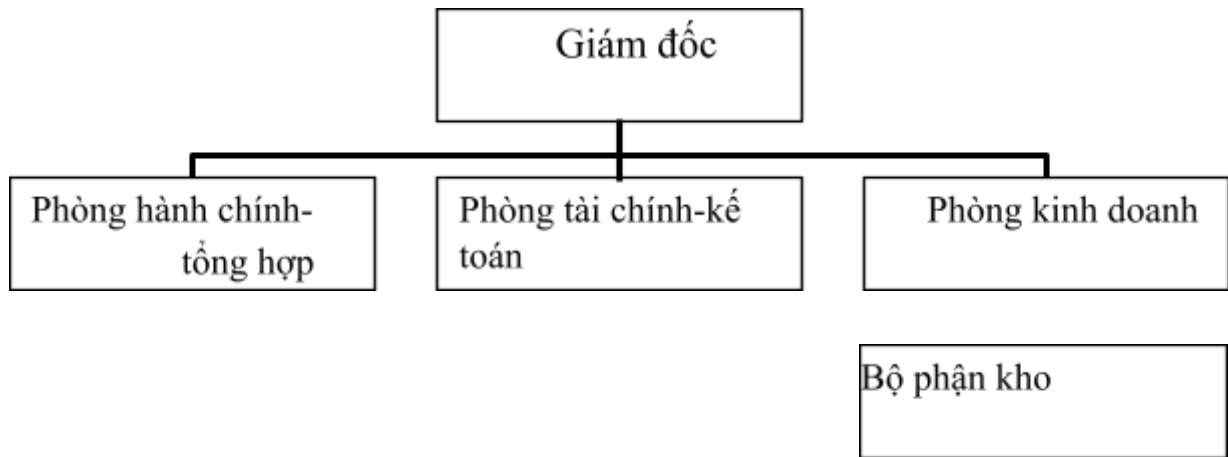 Giám đốc
Phòng hành chính-
tổng hợp
Phòng tài chính-kế
toán
Phòng kinh doanh
Bộ phận kho